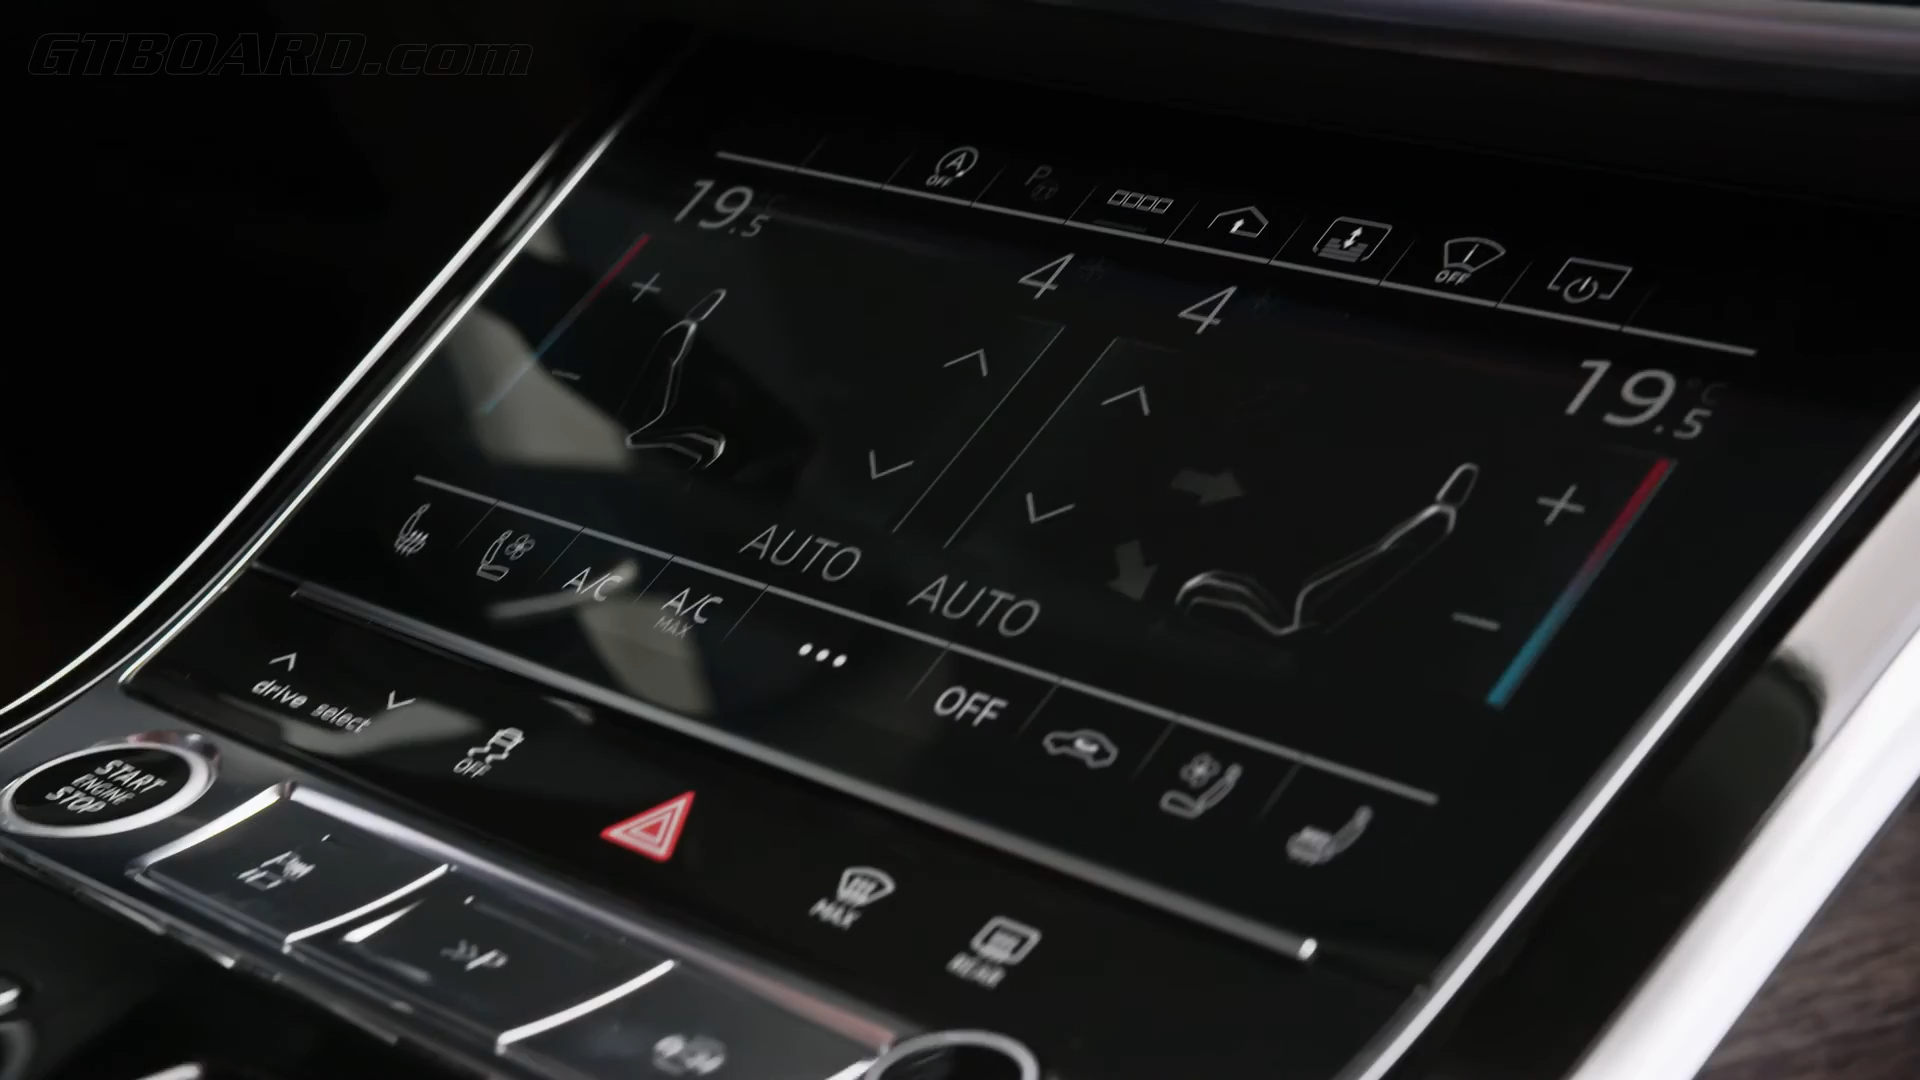 GTBOARD.com
A
OFF
P
19.5 °C
4
4
OFF
19.5 °C
AUTO
AUTO
A/C
A/C
MAX
OFF
drive select
OFF
START
ENGINE
STOP
MAX
REAR
P